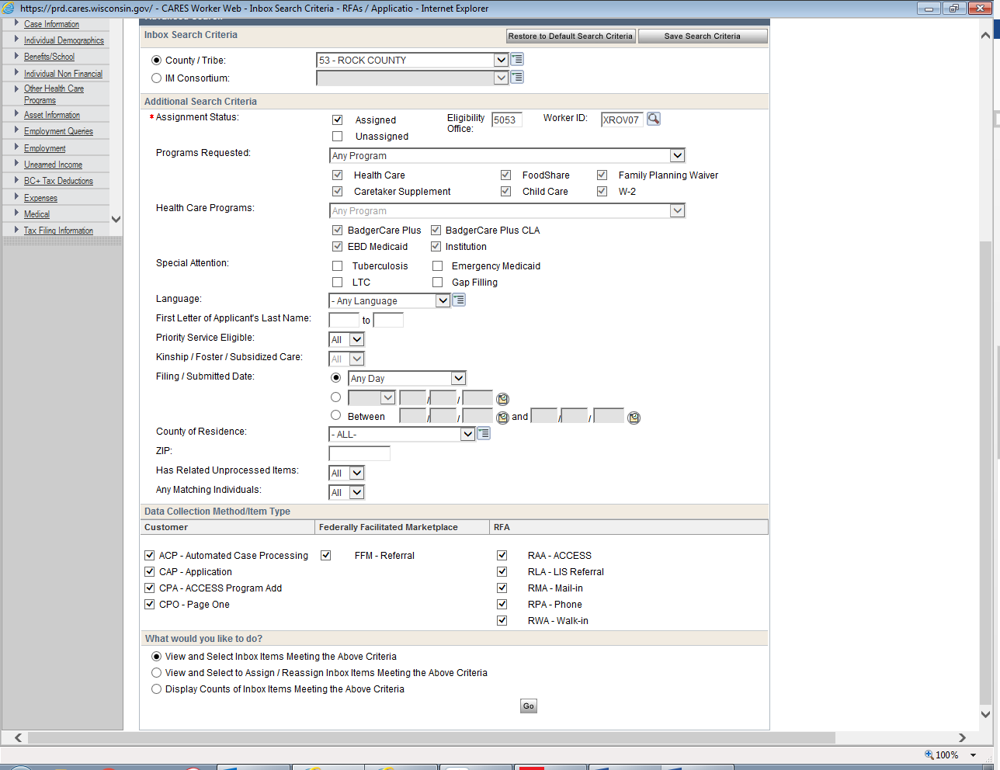 https://prd.cares.wisconsin.gov/ - CARES Worker Web - Inbox Search Criteria - RFAs / Applicatio - Internet Explorer
Case Information
Individual Demographics
Benefits/School
Individual Non Financial
Other Health Care
Programs
Asset Information
Employment Queries
Employment
Unearned Income
BC+ Tax Deductions
Expenses
Medical
Tax Filing Information
Inbox Search Criteria
Restore to Default Search Criteria
Save Search Criteria
County / Tribe:
53 - ROCK COUNTY
IM Consortium:
Additional Search Criteria
* Assignment Status:
Assigned
Eligibility
Office:
5053
Worker ID:
XROV07
Unassigned
Programs Requested:
Any Program
Health Care
FoodShare
Family Planning Waiver
Caretaker Supplement
Child Care
W-2
Health Care Programs:
Any Program
BadgerCare Plus
BadgerCare Plus CLA
EBD Medicaid
Institution
Special Attention:
Tuberculosis
Emergency Medicaid
LTC
Gap Filling
Language:
- Any Language
First Letter of Applicant's Last Name:
to
Priority Service Eligible:
All
Kinship / Foster / Subsidized Care:
All
Filing / Submitted Date:
Any Day
/ /
Between
/ /
and
/ /
County of Residence:
- ALL-
ZIP:
Has Related Unprocessed Items:
All
Any Matching Individuals:
All
Data Collection Method/Item Type
Customer
Federally Facilitated Marketplace
RFA
ACP - Automated Case Processing
FFM - Referral
RAA - ACCESS
CAP - Application
RLA - LIS Referral
CPA - ACCESS Program Add
RMA - Mail-in
CPO - Page One
RPA - Phone
RWA - Walk-in
What would you like to do?
View and Select Inbox Items Meeting the Above Criteria
View and Select to Assign / Reassign Inbox Items Meeting the Above Criteria
Display Counts of Inbox Items Meeting the Above Criteria
Go
100%